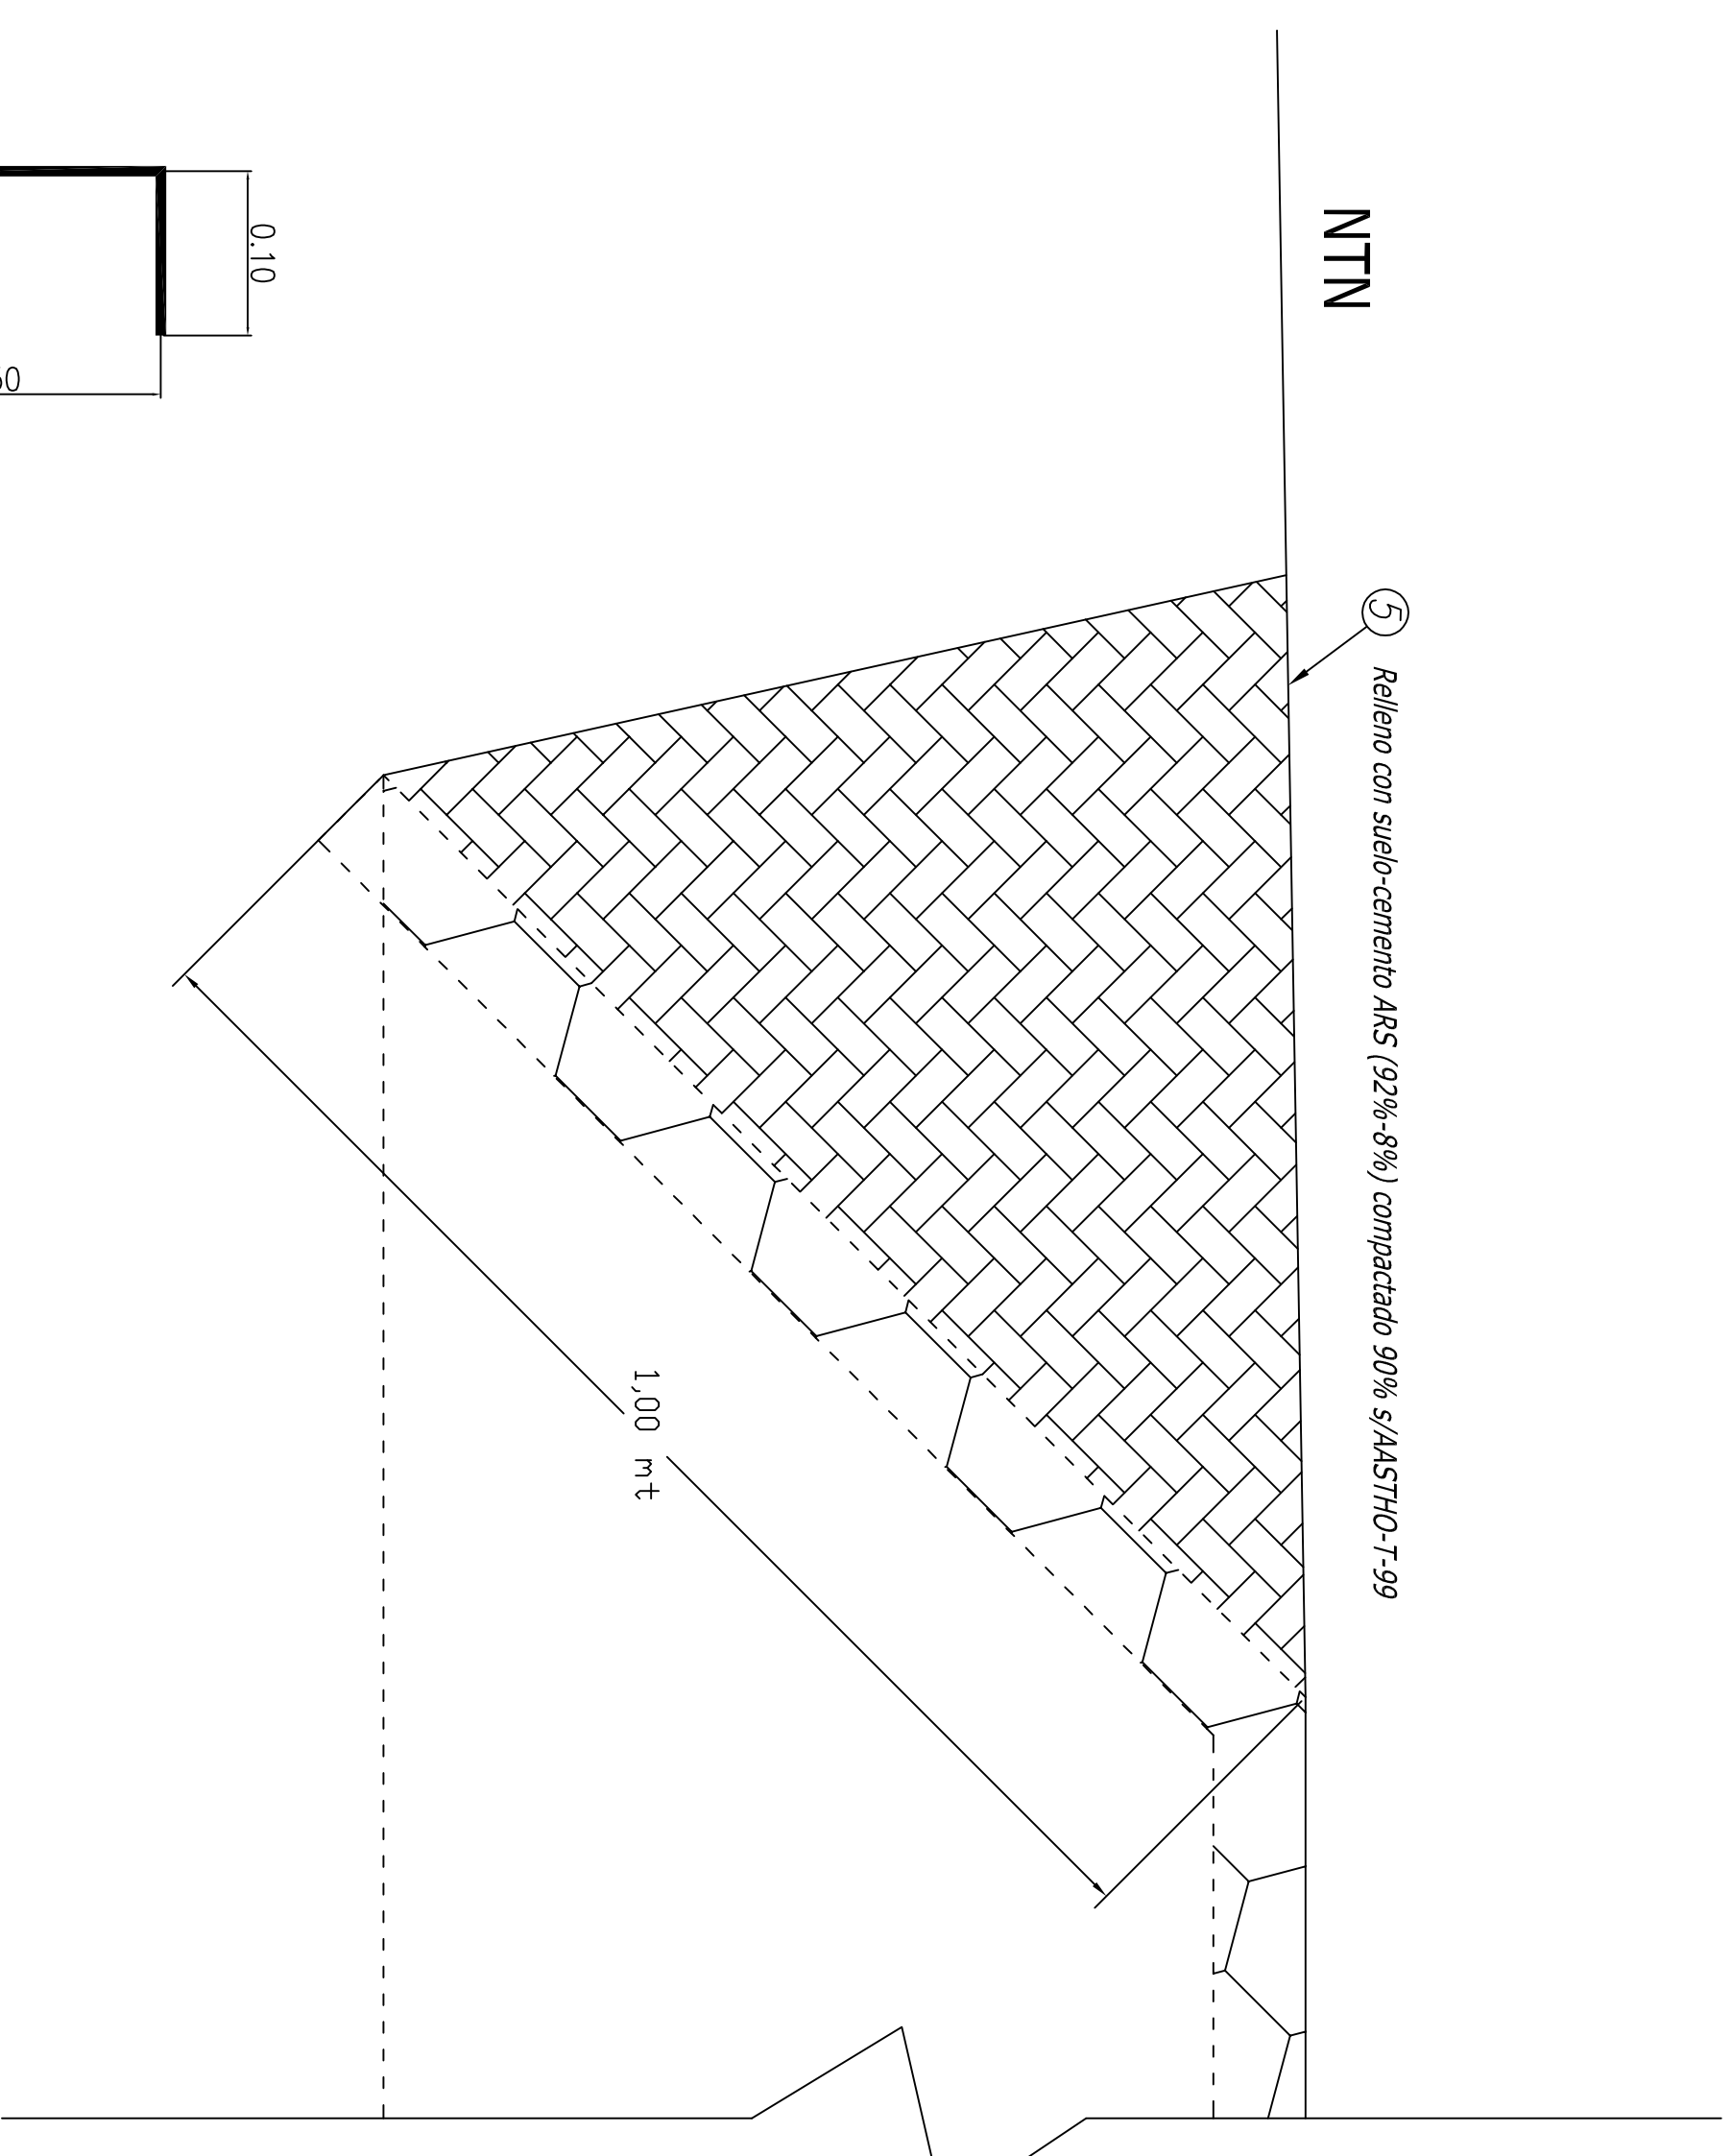 NTN
5 Relleno con suelo-cemento ARS (92%-8%) compactado 90% s/AASTHO-T-99
1,00 mt
0.10